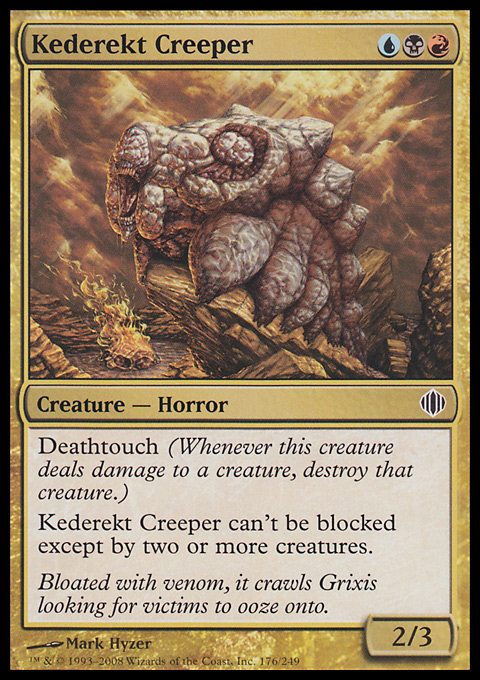 Kederekt Creeper
Creature — Horror
Deathtouch (Whenever this creature
deals damage to a creature, destroy that
creature.)
Kederekt Creeper can't be blocked
except by two or more creatures.
Bloated with venom, it crawls Grixis
looking for victims to ooze onto.
2/3
Mark Hyzer
™ & © 1993–2008 Wizards of the Coast, Inc. 176/249